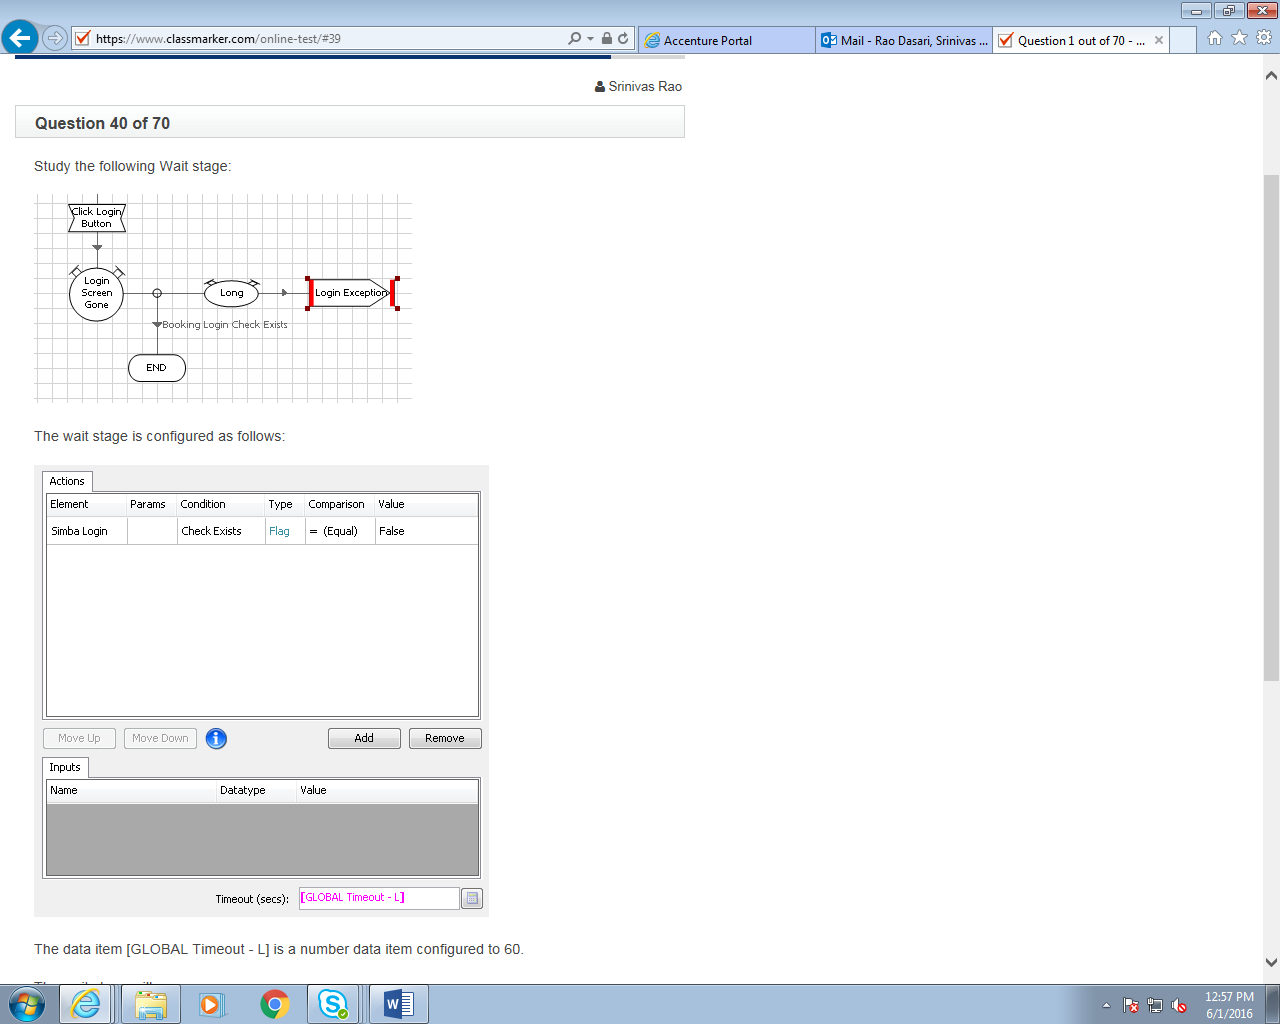 https://www.classmarker.com/online-test/#39
Accenture Portal
Mail - Rao Dasari, Srinivas ...
Question 1 out of 70 - ...
Srinivas Rao
Question 40 of 70
Study the following Wait stage:
Click Login
Button
Login
Screen
Gone
Long
Login Exception
Booking Login Check Exists
END
The wait stage is configured as follows:
Actions
Element Params Condition Type Comparison Value
Simba Login Check Exists Flag = (Equal) False
Move Up Move Down Add Remove
Inputs
Name Datatype Value
Timeout (secs): [GLOBAL Timeout - L]
The data item [GLOBAL Timeout - L] is a number data item configured to 60.
12:57 PM
6/1/2016